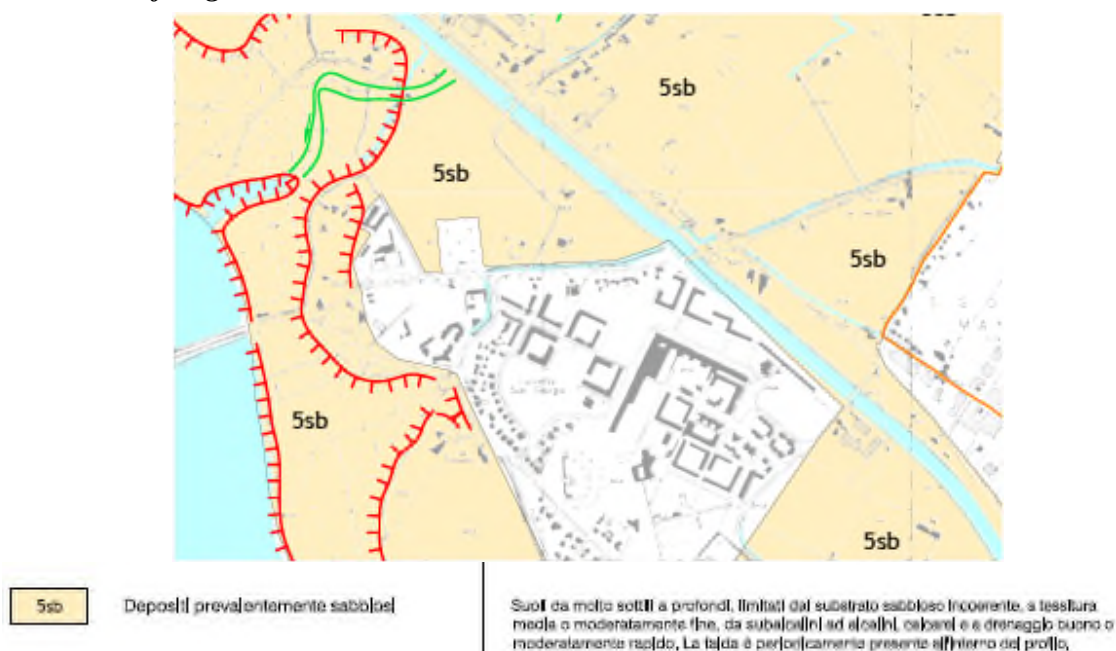 5sb
5sb
5sb
5sb
5sb
5sb Depositi prevalentemente sabbiosi
Suoli da molto sottili a profondi, limitati dal substrato sabbioso incoerente, a tessitura
media o moderatamente fine, da subalcalini ad alcalini, calcarei e a drenaggio buono o
moderatamente rapido, La falda è periodicamente presente all'interno del profilo,